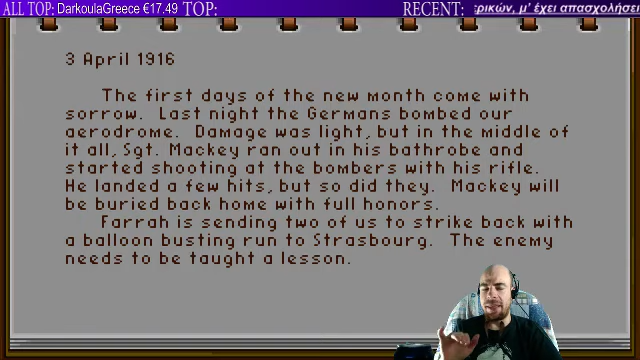 ALL TOP: DarkoulaGreece €17.49 TOP: RECENT: ερικών, μ' έχει απασχολήσει
3 April 1916
The first days of the new month come with
sorrow. Last night the Germans bombed our
aerodrome. Damage was light, but in the middle of
it all, Sgt. Mackey ran out in his bathrobe and
started shooting at the bombers with his rifle.
He landed a few hits, but so did they. Mackey will
be buried back home with full honors.
Farrah is sending two of us to strike back with
a balloon busting run to Strasbourg. The enemy
needs to be taught a lesson.